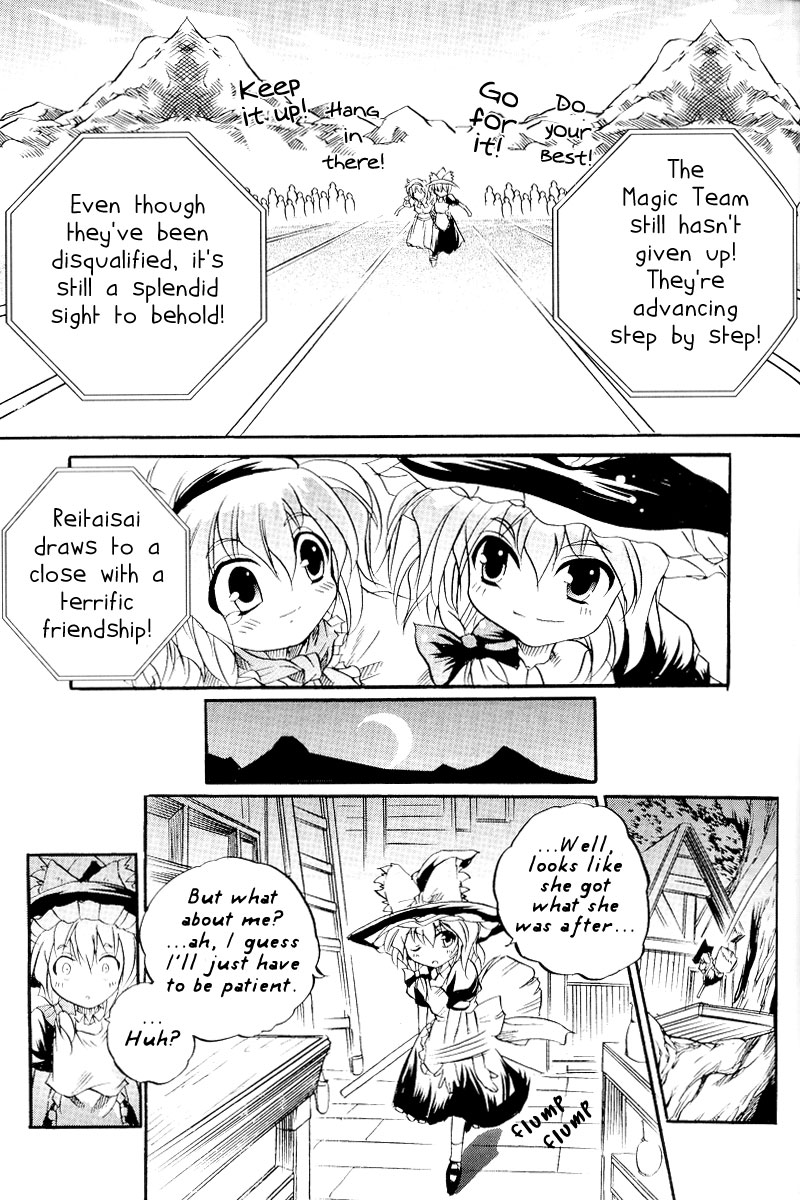 The
Magic Team
still hasn't
given up!
They're
advancing
step by step!
Do
your
Best!
Go
for
it!
Hang
in
there!
Keep
it up!
Even though
they've been
disqualified, it's
still a splendid
sight to behold!
Reitaisai
draws to a
close with a
terrific
friendship!
...Well,
looks like
she got
what she
was after...
But what
about me?
...ah, I guess
I'll just have
to be patient.
flump
flump
...
Huh?